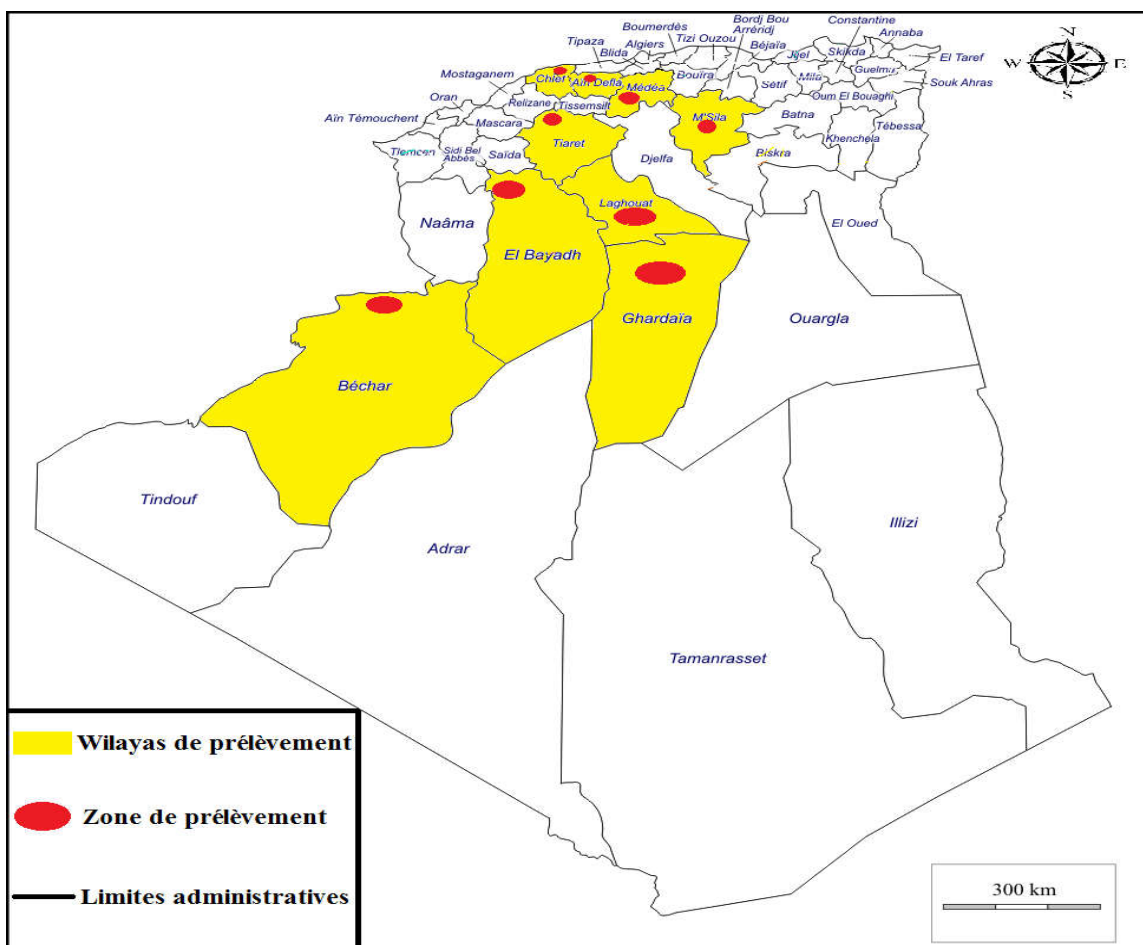 Bordj Bou
Arréridj
Constantine
Boumerdès
Tizi Ouzou
Béjaïa
Annaba
Tipaza
Algiers
Blida
Jijel
Skikda
El Taref
Mostaganem
Chlef
Aïn Defla
Médéa
Bouïra
Sétif
Mila
Guelma
Souk Ahras
Oran
Relizane
Tissemsilt
M'Sila
Oum El Bouaghi
Aïn Témouchent
Mascara
Batna
Tébessa
Khenchela
Tlemcen
Sidi Bel
Abbès
Saïda
Tiaret
Djelfa
Biskra
Laghouat
Naâma
El Oued
El Bayadh
Ghardaïa
Ouargla
Béchar
Tindouf
Adrar
Illizi
Tamanrasset
N
W
E
S
Wilayas de prélèvement
Zone de prélèvement
Limites administratives
300 km